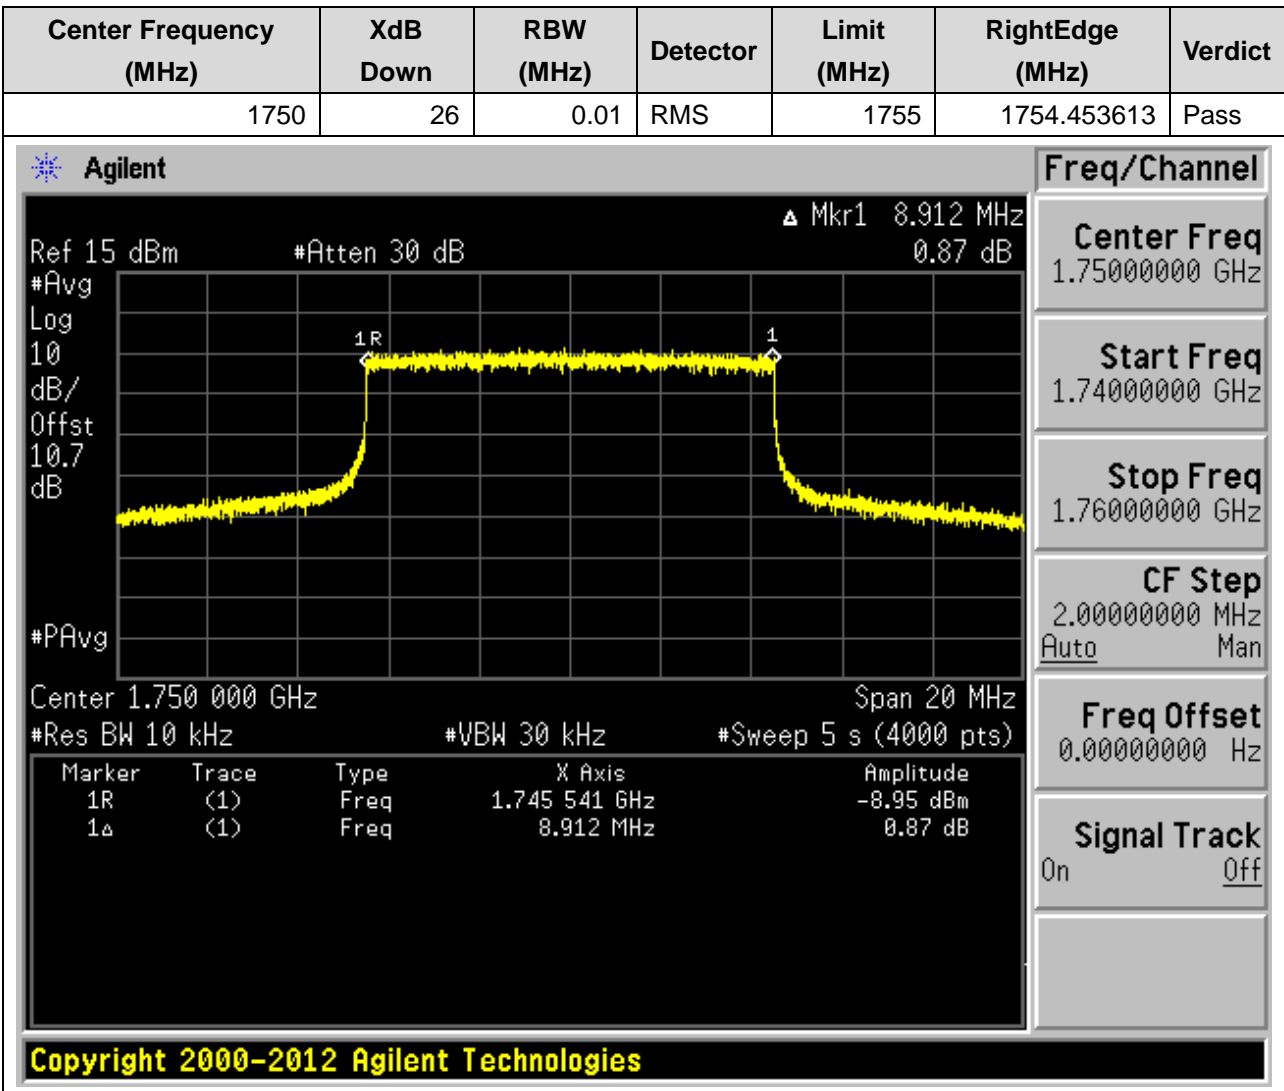 Center Frequency (MHz) XdB Down RBW (MHz) Detector Limit (MHz) RightEdge (MHz) Verdict
1750 26 0.01 RMS 1755 1754.453613 Pass
Agilent
Freq/Channel
Δ Mkr1 8.912 MHz
Ref 15 dBm #Atten 30 dB 0.87 dB
#Avg
Log
10
dB/
Offst
10.7
dB
1R
1
#PAvg
Center 1.750 000 GHz Span 20 MHz
#Res BW 10 kHz #VBW 30 kHz #Sweep 5 s (4000 pts)
Marker Trace Type X Axis Amplitude
1R (1) Freq 1.745 541 GHz -8.95 dBm
1Δ (1) Freq 8.912 MHz 0.87 dB
Center Freq
1.75000000 GHz
Start Freq
1.74000000 GHz
Stop Freq
1.76000000 GHz
CF Step
2.00000000 MHz
Auto Man
Freq Offset
0.00000000 Hz
Signal Track
On Off
Copyright 2000-2012 Agilent Technologies